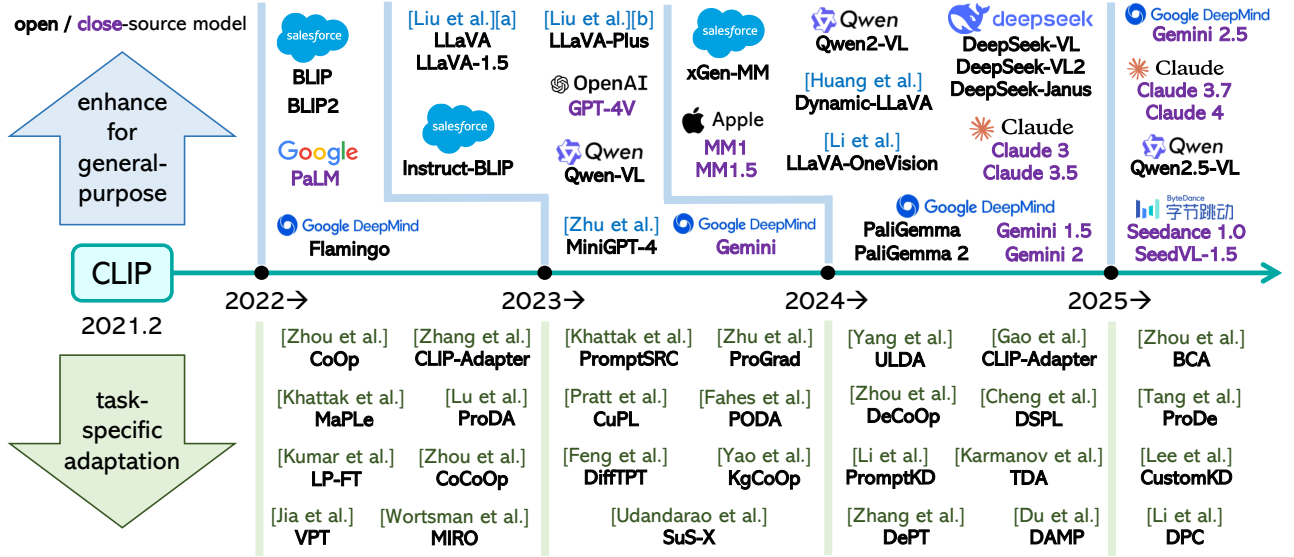 open / close-source model
enhance
for
general-
purpose
CLIP
2021.2
task-
specific
adaptation
salesforce
BLIP
BLIP2
Google
PaLM
Google DeepMind
Flamingo
[Liu et al.][a]
LLaVA
LLaVA-1.5
salesforce
Instruct-BLIP
[Liu et al.][b]
LLaVA-Plus
OpenAI
GPT-4V
Qwen
Qwen-VL
[Zhu et al.]
MiniGPT-4
salesforce
xGen-MM
Apple
MM1
MM1.5
Google DeepMind
Gemini
Qwen
Qwen2-VL
[Huang et al.]
Dynamic-LLaVA
[Li et al.]
LLaVA-OneVision
deepseek
DeepSeek-VL
DeepSeek-VL2
DeepSeek-Janus
Claude
Claude 3
Claude 3.5
Google DeepMind
PaliGemma
PaliGemma 2
Gemini 1.5
Gemini 2
Google DeepMind
Gemini 2.5
Claude
Claude 3.7
Claude 4
Qwen
Qwen2.5-VL
ByteDance
字节跳动
Seedance 1.0
SeedVL-1.5
2022→
2023→
2024→
2025→
[Zhou et al.]
CoOp
[Zhang et al.]
CLIP-Adapter
[Khattak et al.]
MaPLe
[Lu et al.]
ProDA
[Kumar et al.]
LP-FT
[Zhou et al.]
CoCoOp
[Jia et al.]
VPT
[Wortsman et al.]
MIRO
[Khattak et al.]
PromptSRC
[Zhu et al.]
ProGrad
[Pratt et al.]
CuPL
[Fahes et al.]
PODA
[Feng et al.]
DiffTPT
[Yao et al.]
KgCoOp
[Udandarao et al.]
SuS-X
[Yang et al.]
ULDA
[Gao et al.]
CLIP-Adapter
[Zhou et al.]
DeCoOp
[Cheng et al.]
DSPL
[Li et al.]
PromptKD
[Karmanov et al.]
TDA
[Zhang et al.]
DePT
[Du et al.]
DAMP
[Zhou et al.]
BCA
[Tang et al.]
ProDe
[Lee et al.]
CustomKD
[Li et al.]
DPC